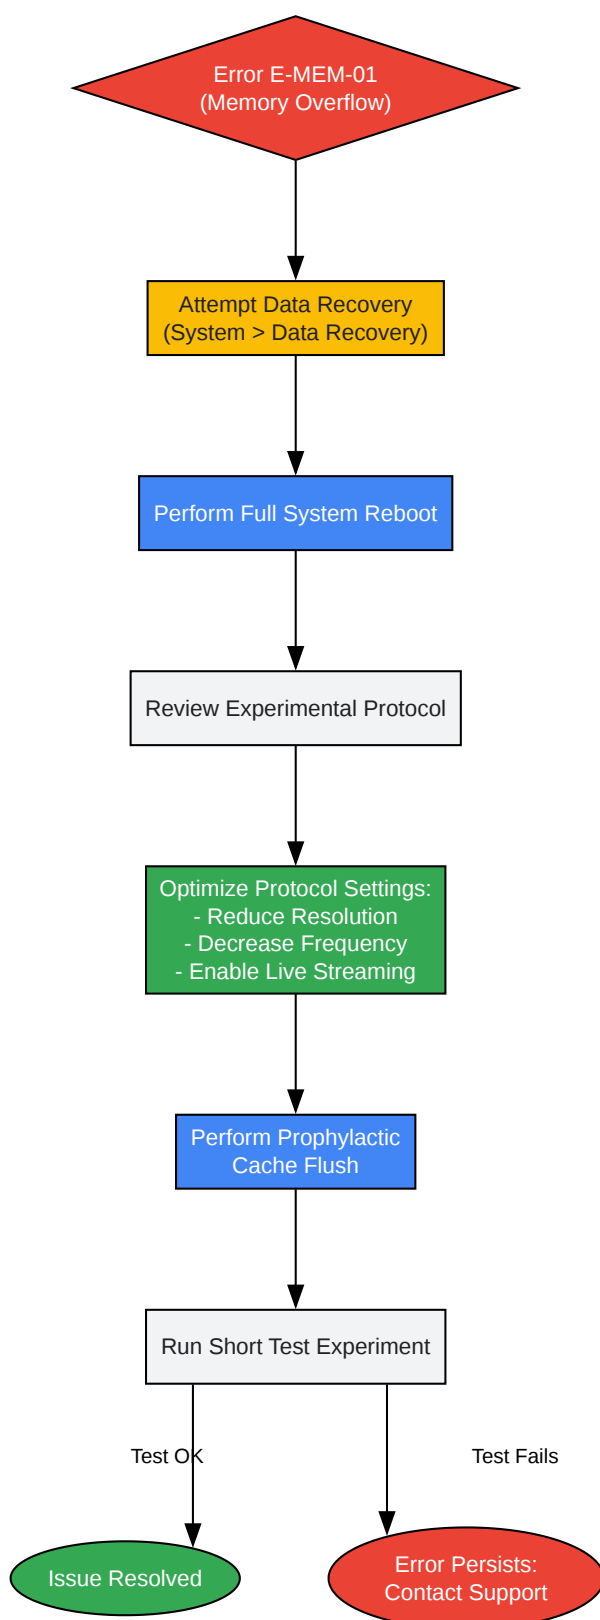 Error E-MEM-01
(Memory Overflow)
Attempt Data Recovery
(System > Data Recovery)
Perform Full System Reboot
Review Experimental Protocol
Optimize Protocol Settings:
- Reduce Resolution
- Decrease Frequency
- Enable Live Streaming
Perform Prophylactic
Cache Flush
Run Short Test Experiment
Test OK
Test Fails
Issue Resolved
Error Persists:
Contact Support